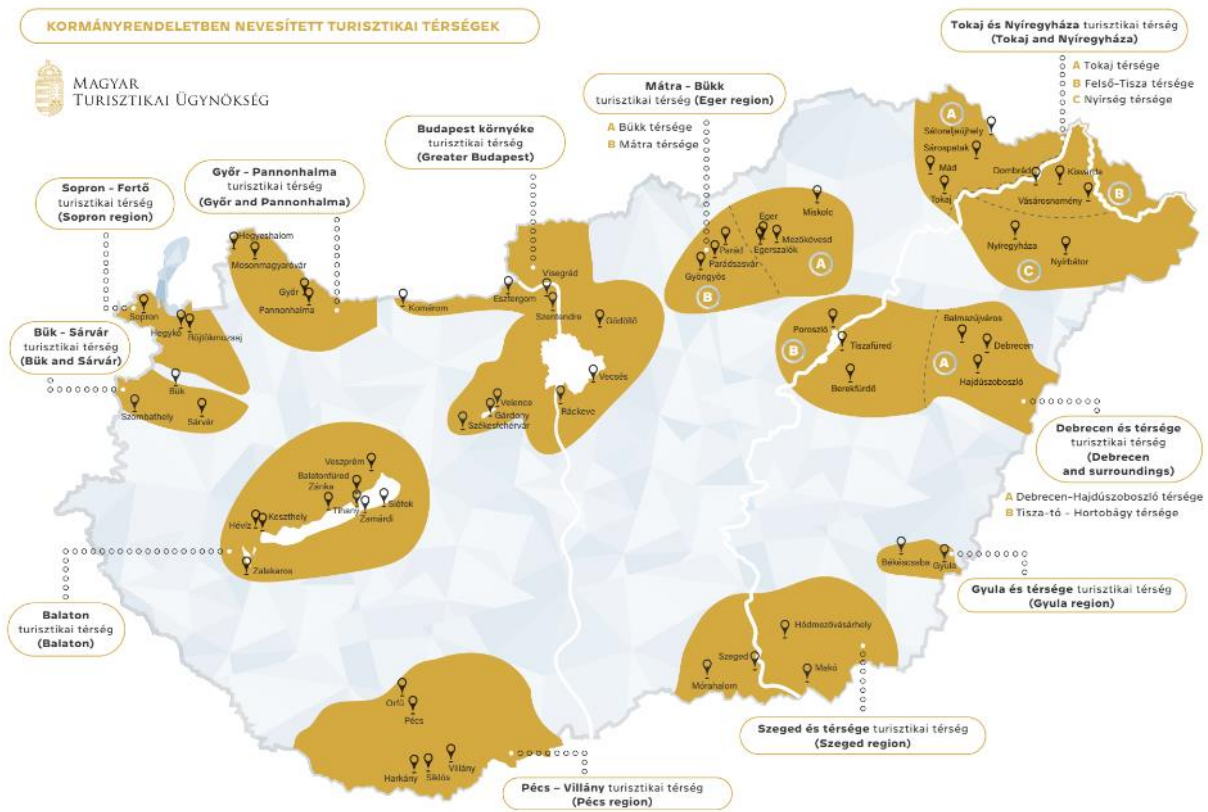 KORMÁNYRENDELETBEN NEVESÍTETT TURISZTIKAI TÉRSÉGEK
MAGYAR
TURISZTIKAI ÜGYNÖKSÉG
Tokaj és Nyíregyháza turisztikai térség
(Tokaj and Nyíregyháza)
A Tokaj térsége
B Felső-Tisza térsége
C Nyírség térsége
Mátra - Bükk
turisztikai térség (Eger region)
A Bükk térsége
B Mátra térsége
Budapest környéke
turisztikai térség
(Greater Budapest)
Győr - Pannonhalma
turisztikai térség
(Győr and Pannonhalma)
Sopron - Fertő
turisztikai térség
(Sopron region)
Bük - Sárvár
turisztikai térség
(Bük and Sárvár)
A
Sátoraljaújhely
Sárospatak
Mád
Tokaj
Dombrád
Kisvárda
Vásárosnamény
B
Nyíregyháza
Nyírbátor
C
Miskolc
Eger
Egerszalók
Mezőkövesd
Parád
Parádsasvár
Gyöngyös
A
B
Hegyeshalom
Mosonmagyaróvár
Győr
Pannonhalma
Komárom
Esztergom
Visegrád
Szentendre
Gödöllő
Vecsés
Ráckeve
Velence
Gárdony
Székesfehérvár
Sopron
Hegykő
Bük
Szombathely
Sárvár
Poroszló
Tiszafüred
Berekfürdő
B
Balmazújváros
Debrecen
Hajdúszoboszló
A
Debrecen és térsége
turisztikai térség
(Debrecen
and surroundings)
A Debrecen-Hajdúszoboszló térsége
B Tisza-tó - Hortobágy térsége
Veszprém
Balatonfüred
Zánka
Tihany
Zamárdi
Siófok
Hévíz
Keszthely
Zalakaros
Balaton
turisztikai térség
(Balaton)
Békéscsaba
Gyula
Gyula és térsége turisztikai térség
(Gyula region)
Hódmezővásárhely
Szeged
Makó
Mórahalom
Szeged és térsége turisztikai térség
(Szeged region)
Orfű
Pécs
Harkány
Siklós
Villány
Pécs - Villány turisztikai térség
(Pécs region)